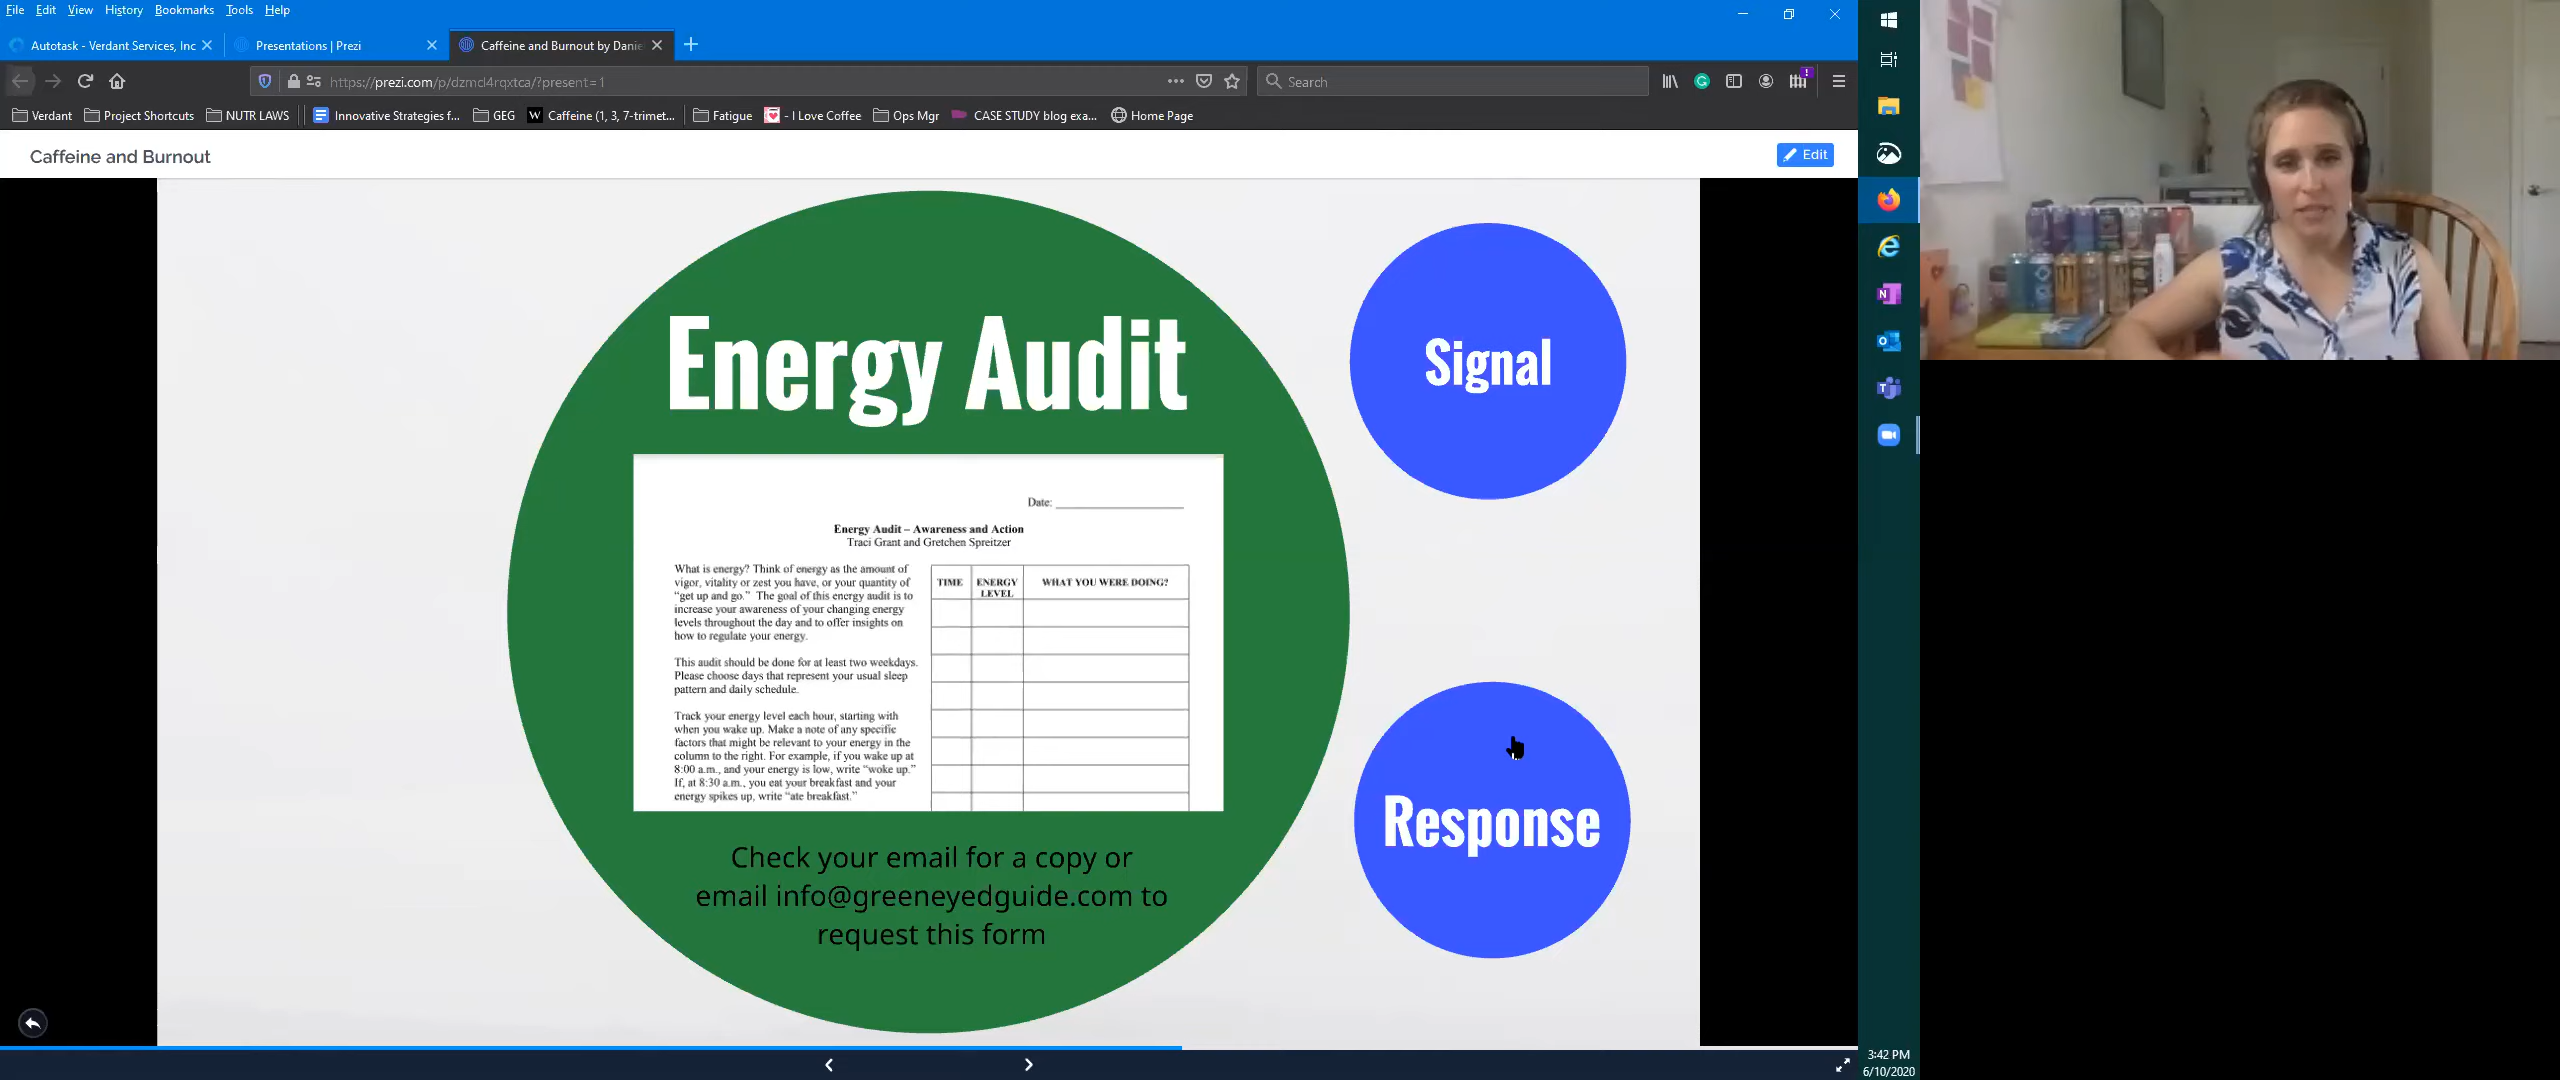 File Edit View History Bookmarks Tools Help
Autotask - Verdant Services, Inc
Presentations | Prezi
Caffeine and Burnout by Danie
https://prezi.com/p/dzmcl4rqxtca/?present=1
Search
Verdant
Project Shortcuts
NUTR LAWS
Innovative Strategies f...
GEG
W
Caffeine (1, 3, 7-trimet...
Fatigue
- I Love Coffee
Ops Mgr
CASE STUDY blog exa...
Home Page
Caffeine and Burnout
Edit
Energy Audit
Date:
Energy Audit – Awareness and Action
Traci Grant and Gretchen Spreitzer
What is energy? Think of energy as the amount of
vigor, vitality or zest you have, or your quantity of
“get up and go.” The goal of this energy audit is to
increase your awareness of your changing energy
levels throughout the day and to offer insights on
how to regulate your energy.
This audit should be done for at least two weekdays.
Please choose days that represent your usual sleep
pattern and daily schedule.
Track your energy level each hour, starting with
when you wake up. Make a note of any specific
factors that might be relevant to your energy in the
column to the right. For example, if you wake up at
8:00 a.m., and your energy is low, write “woke up.”
If, at 8:30 a.m., you eat your breakfast and your
energy spikes up, write “ate breakfast.”
TIME
ENERGY
LEVEL
WHAT YOU WERE DOING?
Check your email for a copy or
email info@greeneyedguide.com to
request this form
Signal
Response
3:42 PM
6/10/2020